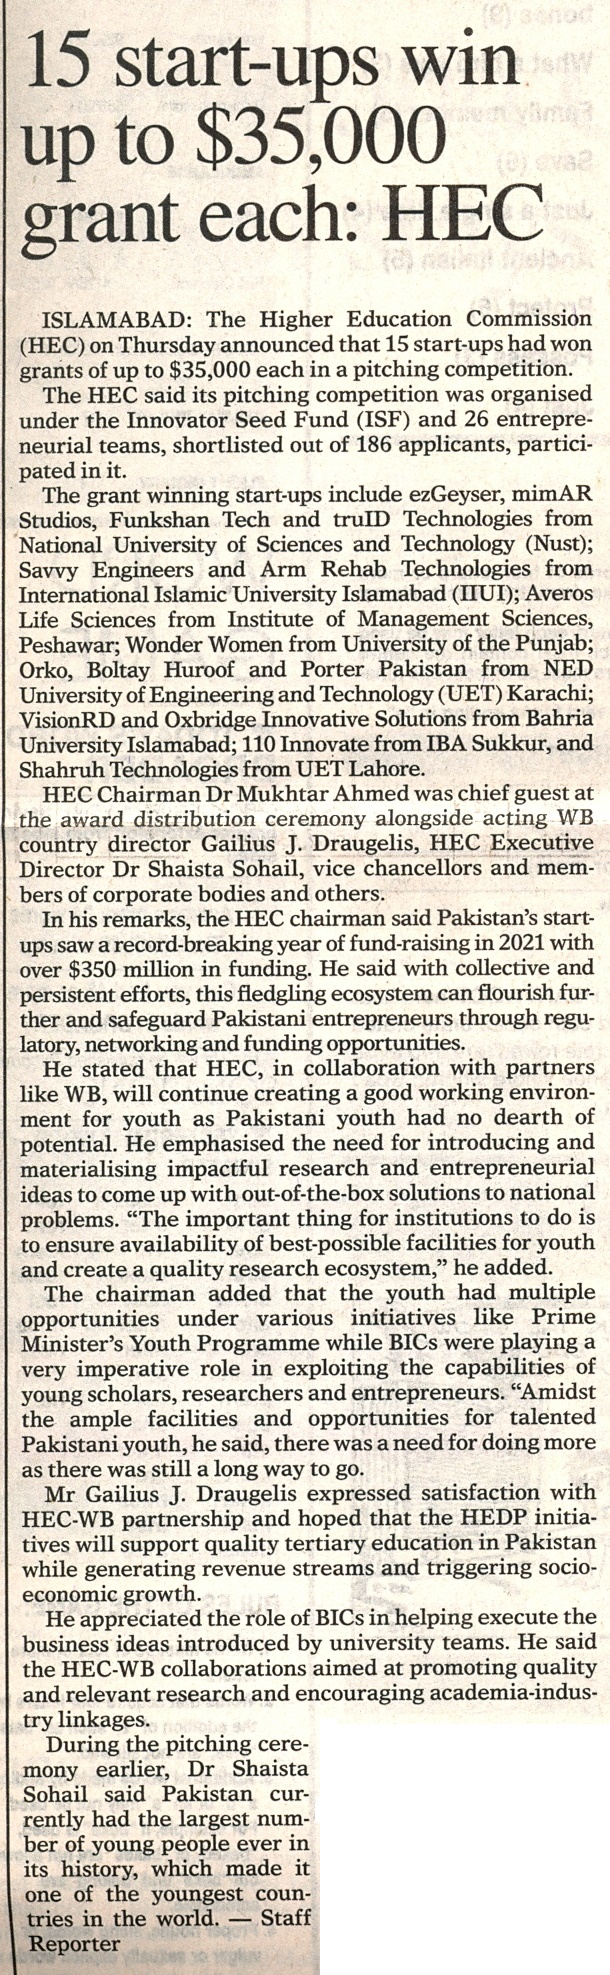 15 start-ups win
up to $35,000
grant each: HEC
ISLAMABAD: The Higher Education Commission
(HEC) on Thursday announced that 15 start-ups had won
grants of up to $35,000 each in a pitching competition.
The HEC said its pitching competition was organised
under the Innovator Seed Fund (ISF) and 26 entrepre-
neurial teams, shortlisted out of 186 applicants, partici-
pated in it.
The grant winning start-ups include ezGeyser, mimAR
Studios, Funkshan Tech and truID Technologies from
National University of Sciences and Technology (Nust);
Savvy Engineers and Arm Rehab Technologies from
International Islamic University Islamabad (IIUI); Averos
Life Sciences from Institute of Management Sciences,
Peshawar; Wonder Women from University of the Punjab;
Orko, Boltay Huroof and Porter Pakistan from NED
University of Engineering and Technology (UET) Karachi;
VisionRD and Oxbridge Innovative Solutions from Bahria
University Islamabad; 110 Innovate from IBA Sukkur, and
Shahruh Technologies from UET Lahore.
HEC Chairman Dr Mukhtar Ahmed was chief guest at
the award distribution ceremony alongside acting WB
country director Gailius J. Draugelis, HEC Executive
Director Dr Shaista Sohail, vice chancellors and mem-
bers of corporate bodies and others.
In his remarks, the HEC chairman said Pakistan's start-
ups saw a record-breaking year of fund-raising in 2021 with
over $350 million in funding. He said with collective and
persistent efforts, this fledgling ecosystem can flourish fur-
ther and safeguard Pakistani entrepreneurs through regu-
latory, networking and funding opportunities.
He stated that HEC, in collaboration with partners
like WB, will continue creating a good working environ-
ment for youth as Pakistani youth had no dearth of
potential. He emphasised the need for introducing and
materialising impactful research and entrepreneurial
ideas to come up with out-of-the-box solutions to national
problems. “The important thing for institutions to do is
to ensure availability of best-possible facilities for youth
and create a quality research ecosystem,” he added.
The chairman added that the youth had multiple
opportunities under various initiatives like Prime
Minister's Youth Programme while BICs were playing a
very imperative role in exploiting the capabilities of
young scholars, researchers and entrepreneurs. “Amidst
the ample facilities and opportunities for talented
Pakistani youth, he said, there was a need for doing more
as there was still a long way to go.
Mr Gailius J. Draugelis expressed satisfaction with
HEC-WB partnership and hoped that the HEDP initia-
tives will support quality tertiary education in Pakistan
while generating revenue streams and triggering socio-
economic growth.
He appreciated the role of BICs in helping execute the
business ideas introduced by university teams. He said
the HEC-WB collaborations aimed at promoting quality
and relevant research and encouraging academia-indus-
try linkages.
During the pitching cere-
mony earlier, Dr Shaista
Sohail said Pakistan cur-
rently had the largest num-
ber of young people ever in
its history, which made it
one of the youngest coun-
tries in the world. — Staff
Reporter